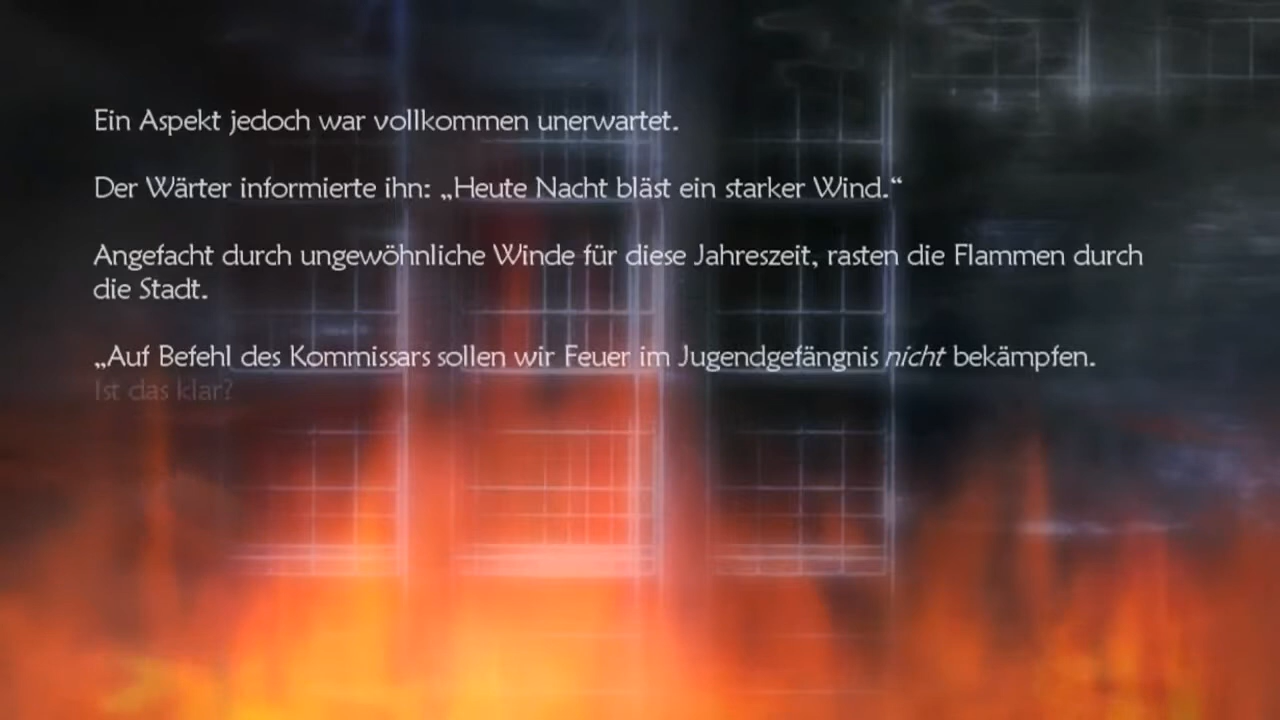 Ein Aspekt jedoch war vollkommen unerwartet.
Der Wärter informierte ihn: „Heute Nacht bläst ein starker Wind.“
Angefacht durch ungewöhnliche Winde für diese Jahreszeit, rasten die Flammen durch
die Stadt.
„Auf Befehl des Kommissars sollen wir Feuer im Jugendgefängnis nicht bekämpfen.
Ist das klar?